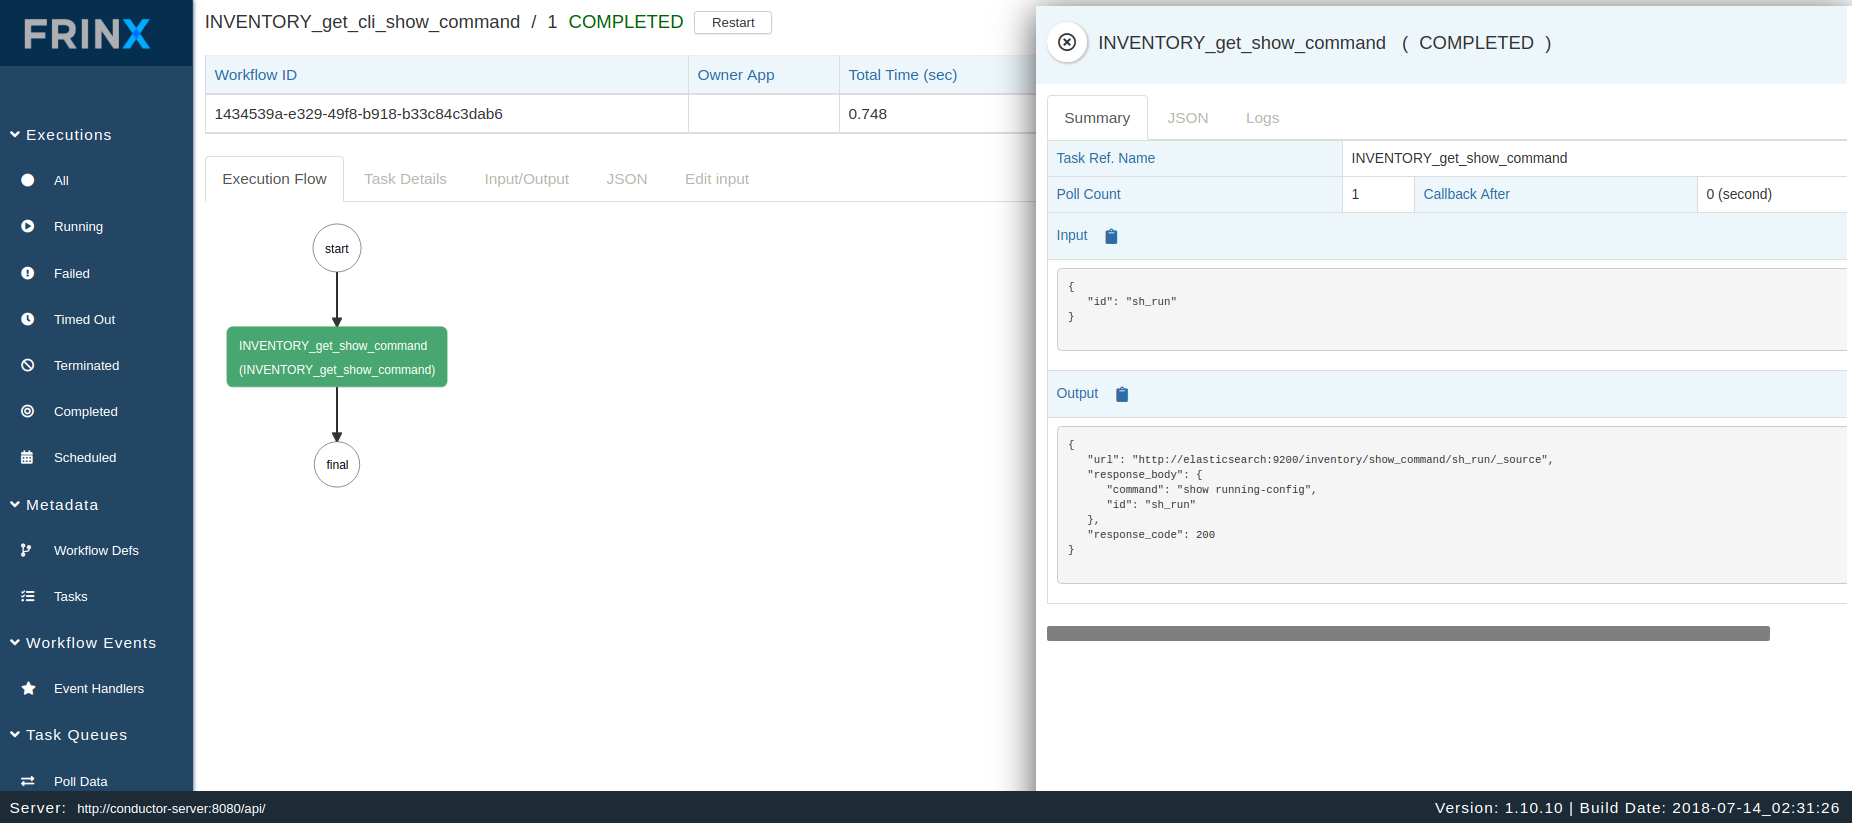 FRINX
Executions
All
Running
Failed
Timed Out
Terminated
Completed
Scheduled
Metadata
Workflow Defs
Tasks
Workflow Events
Event Handlers
Task Queues
Poll Data
INVENTORY_get_cli_show_command / 1 COMPLETED Restart
Workflow ID Owner App Total Time (sec)
1434539a-e329-49f8-b918-b33c84c3dab6 0.748
Execution Flow Task Details Input/Output JSON Edit input
start
INVENTORY_get_show_command
(INVENTORY_get_show_command)
final
INVENTORY_get_show_command ( COMPLETED )
Summary JSON Logs
Task Ref. Name INVENTORY_get_show_command
Poll Count 1 Callback After 0 (second)
Input
{
"id": "sh_run"
}
Output
{
"url": "http://elasticsearch:9200/inventory/show_command/sh_run/_source",
"response_body": {
"command": "show running-config",
"id": "sh_run"
},
"response_code": 200
}
Server: http://conductor-server:8080/api/
Version: 1.10.10 | Build Date: 2018-07-14_02:31:26